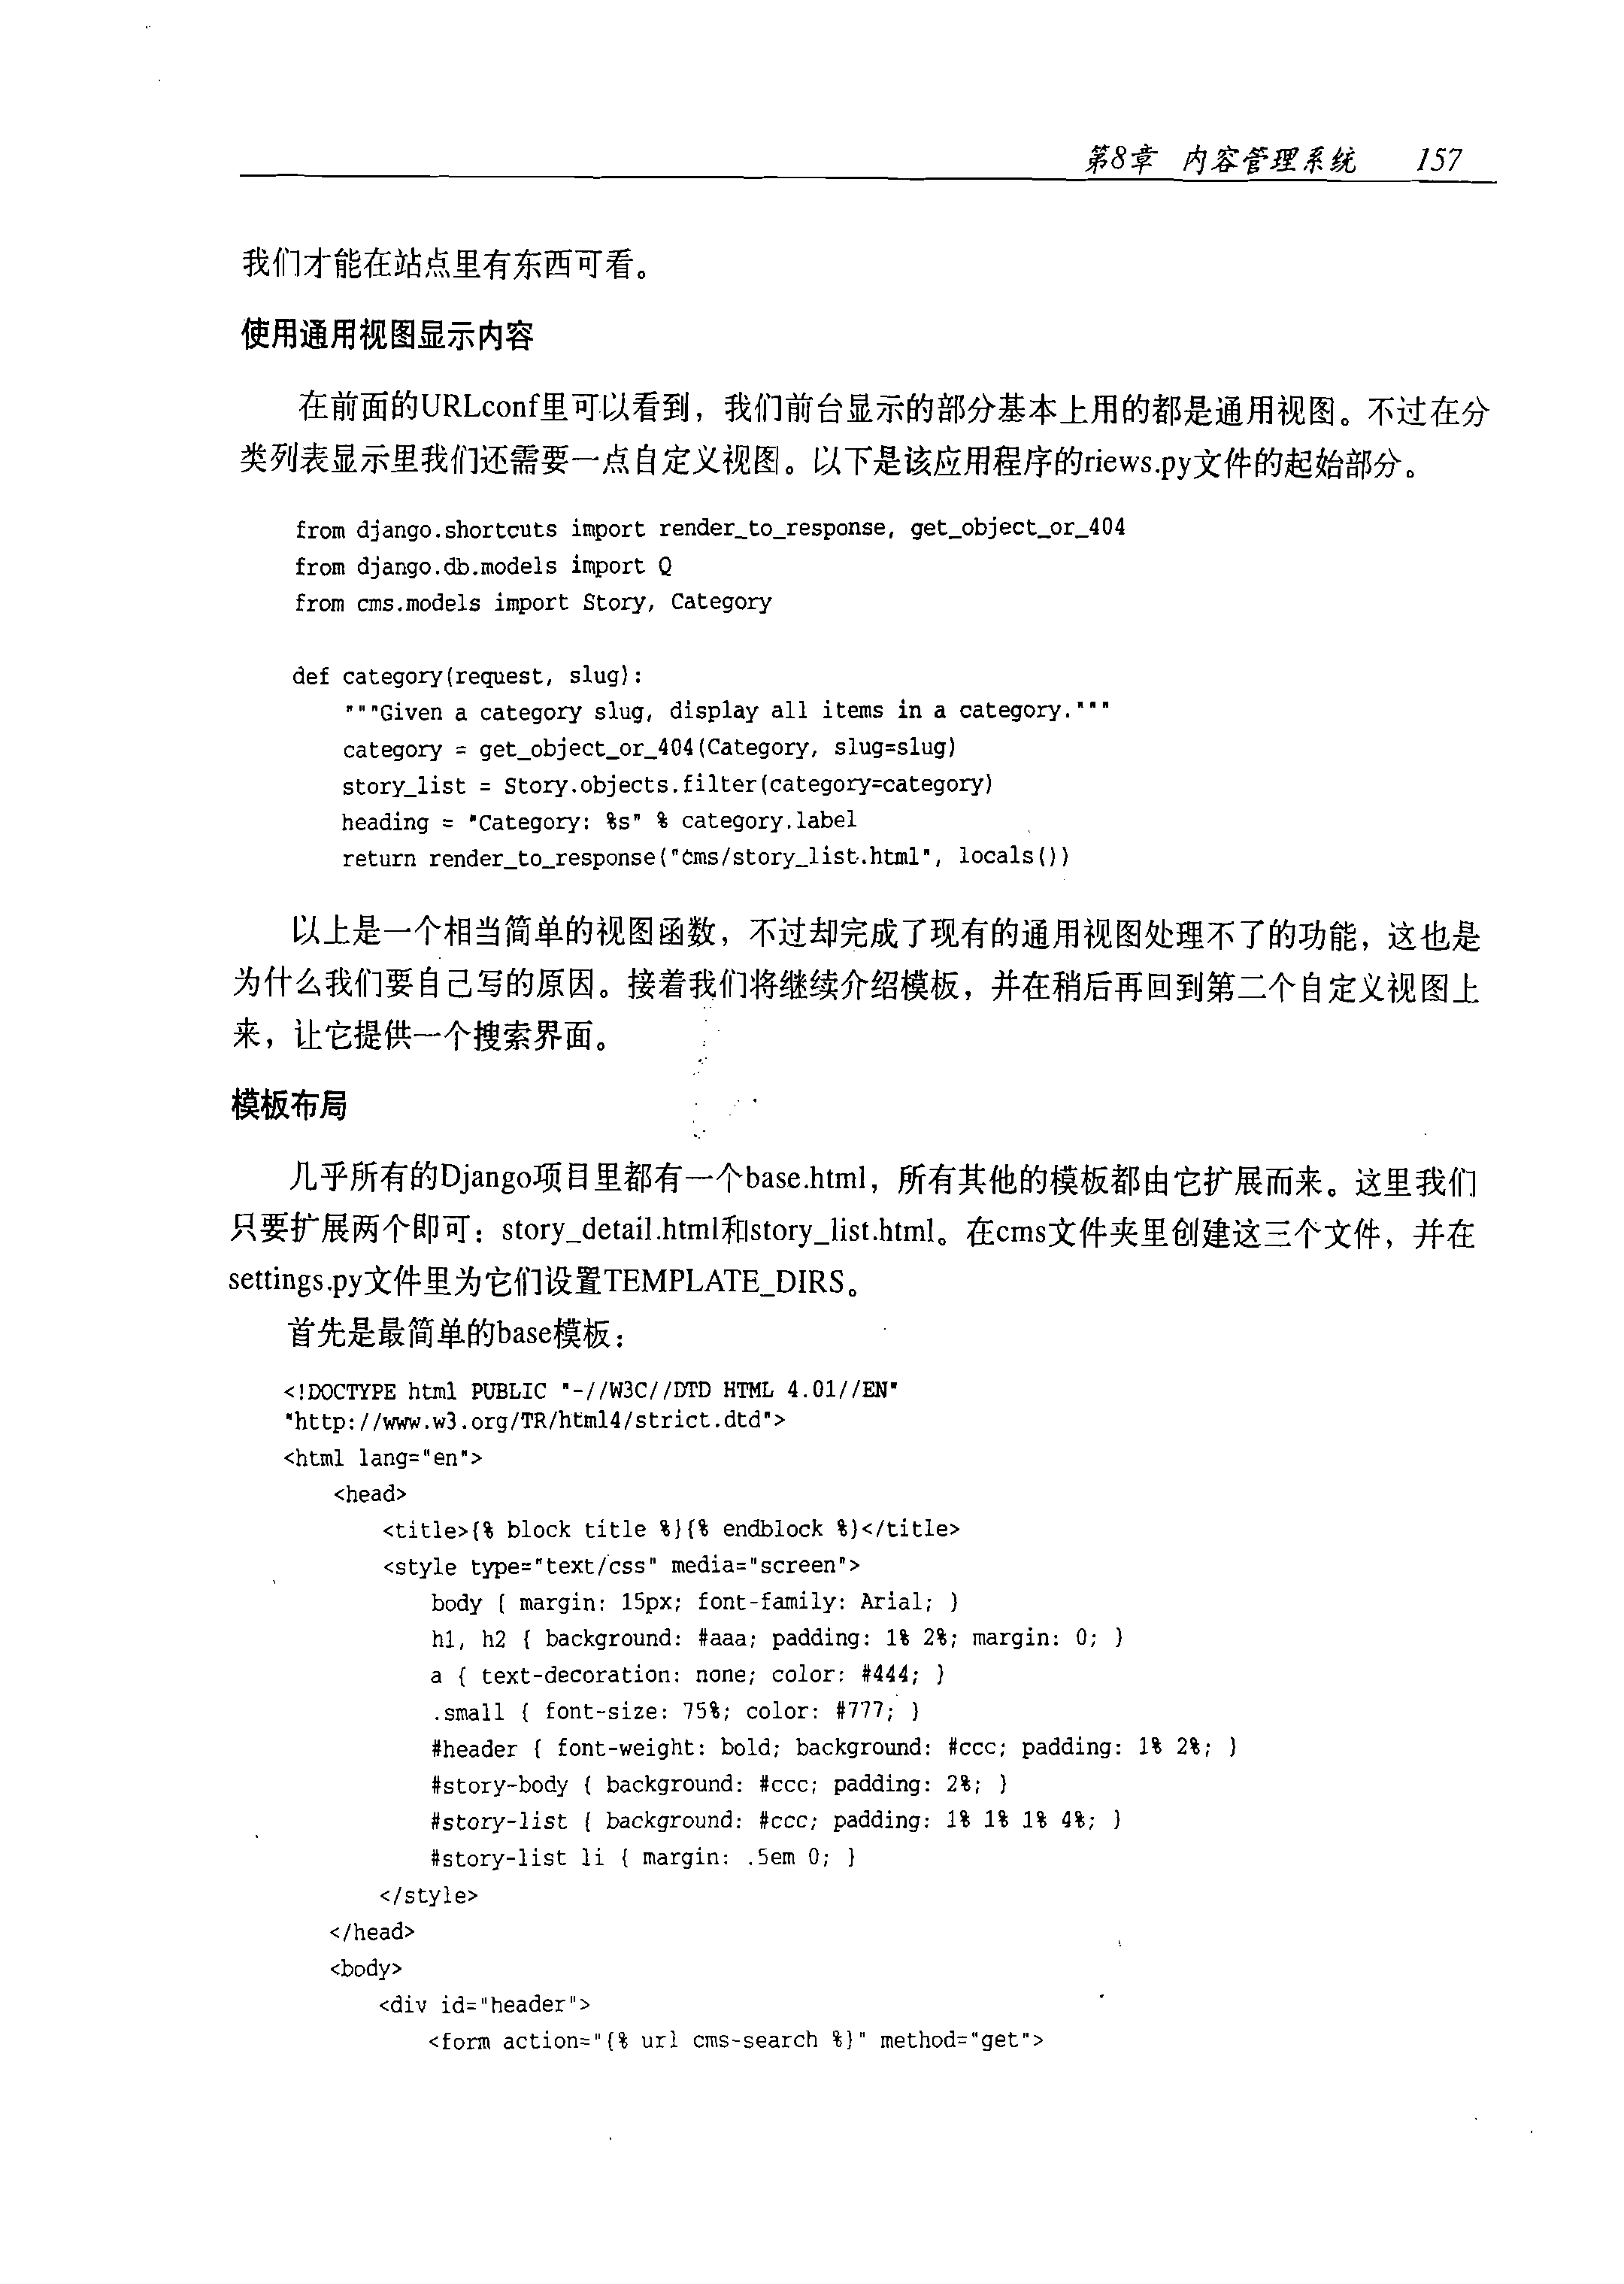 第8章 内容管理系统 157
我们才能在站点里有东西可看。
使用通用视图显示内容
在前面的URLconf里可以看到，我们前台显示的部分基本上用的都是通用视图。不过在分
类列表显示里我们还需要一点自定义视图。以下是该应用程序的riews.py文件的起始部分。
from django.shortcuts import render_to_response, get_object_or_404
from django.db.models import Q
from cms.models import Story, Category
def category(request, slug):
    """Given a category slug, display all items in a category."""
    category = get_object_or_404(Category, slug=slug)
    story_list = Story.objects.filter(category=category)
    heading = "Category: %s" % category.label
    return render_to_response("cms/story_list.html", locals())
以上是一个相当简单的视图函数，不过却完成了现有的通用视图处理不了的功能，这也是
为什么我们要自己写的原因。接着我们将继续介绍模板，并在稍后再回到第二个自定义视图上
来，让它提供一个搜索界面。
模板布局
几乎所有的Django项目里都有一个base.html，所有其他的模板都由它扩展而来。这里我们
只要扩展两个即可：story_detail.html和story_list.html。在cms文件夹里创建这三个文件，并在
settings.py文件里为它们设置TEMPLATE_DIRS。
首先是最简单的base模板：
<!DOCTYPE html PUBLIC "-//W3C//DTD HTML 4.01//EN"
"http://www.w3.org/TR/html4/strict.dtd">
<html lang="en">
    <head>
        <title>{% block title %}{% endblock %}</title>
        <style type="text/css" media="screen">
            body { margin: 15px; font-family: Arial; }
            h1, h2 { background: #aaa; padding: 1% 2%; margin: 0; }
            a { text-decoration: none; color: #444; }
            .small { font-size: 75%; color: #777; }
            #header { font-weight: bold; background: #ccc; padding: 1% 2%; }
            #story-body { background: #ccc; padding: 2%; }
            #story-list { background: #ccc; padding: 1% 1% 1% 4%; }
            #story-list li { margin: .5em 0; }
        </style>
    </head>
    <body>
        <div id="header">
            <form action="{% url cms-search %}" method="get">